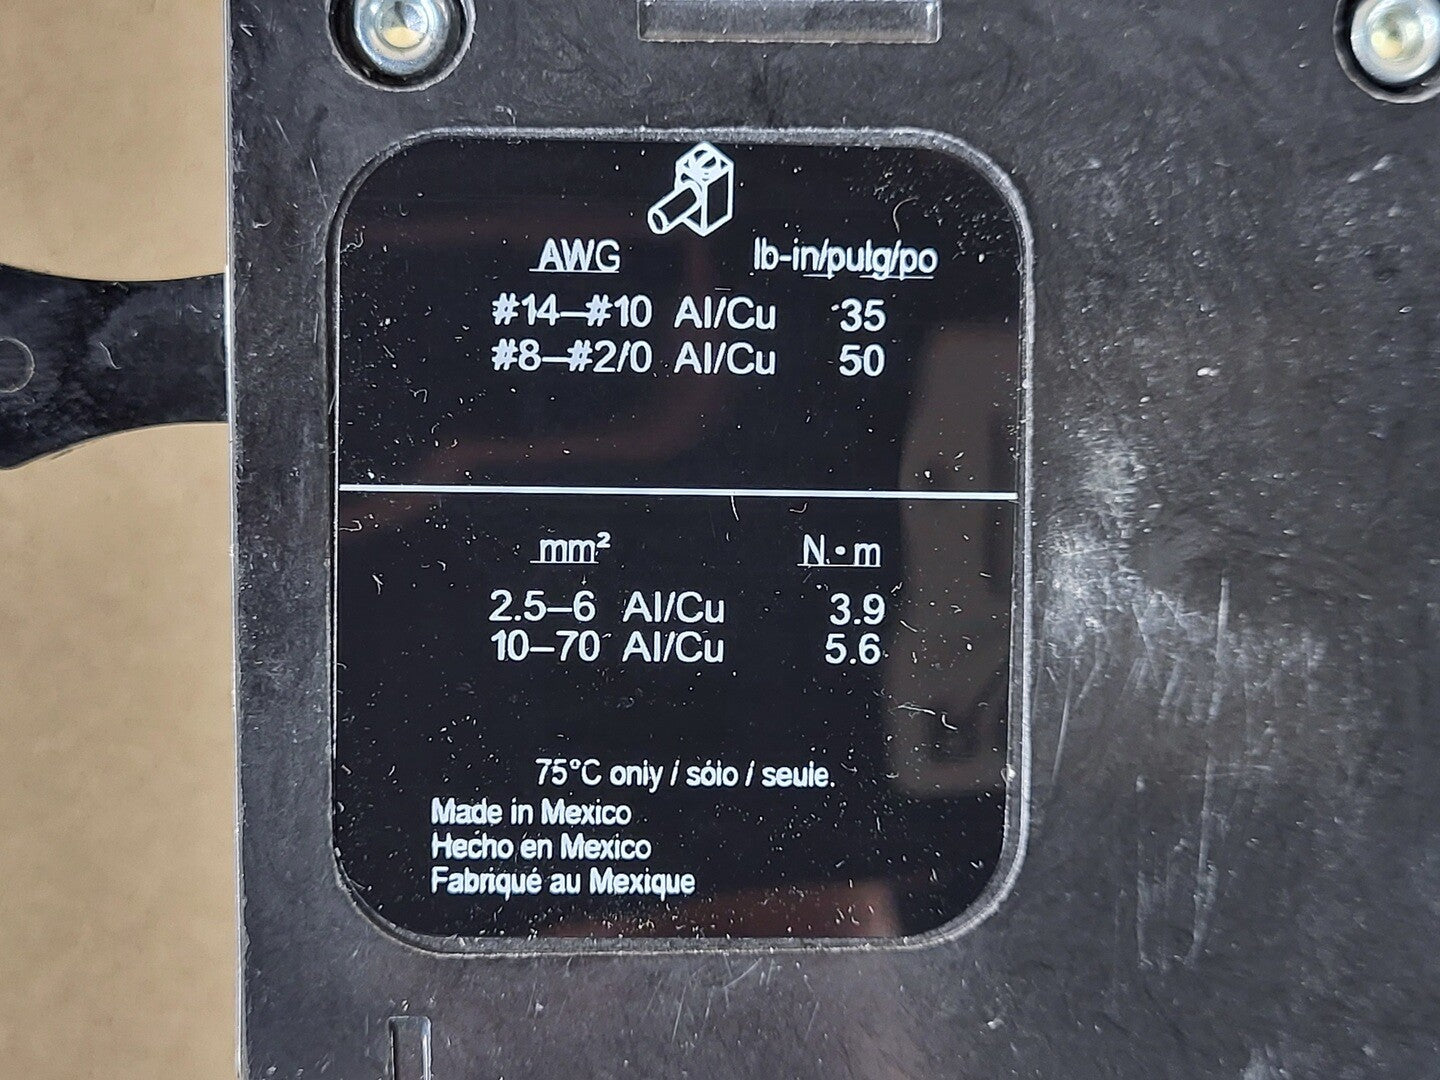 AWG lb-in/pulg/po
#14–#10 Al/Cu 35
#8–#2/0 Al/Cu 50
mm² N·m
2.5–6 Al/Cu 3.9
10–70 Al/Cu 5.6
75°C only / sólo / seule.
Made in Mexico
Hecho en Mexico
Fabriqué au Mexique